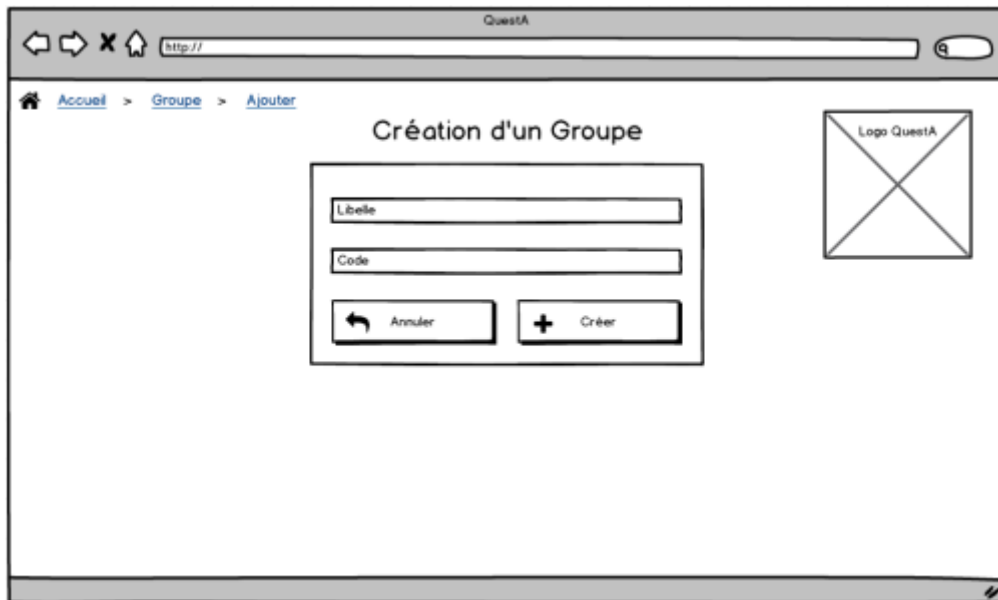 QuestA
http://
Accueil > Groupe > Ajouter
Création d'un Groupe
Logo QuestA
Libelle
Code
Annuler
Créer